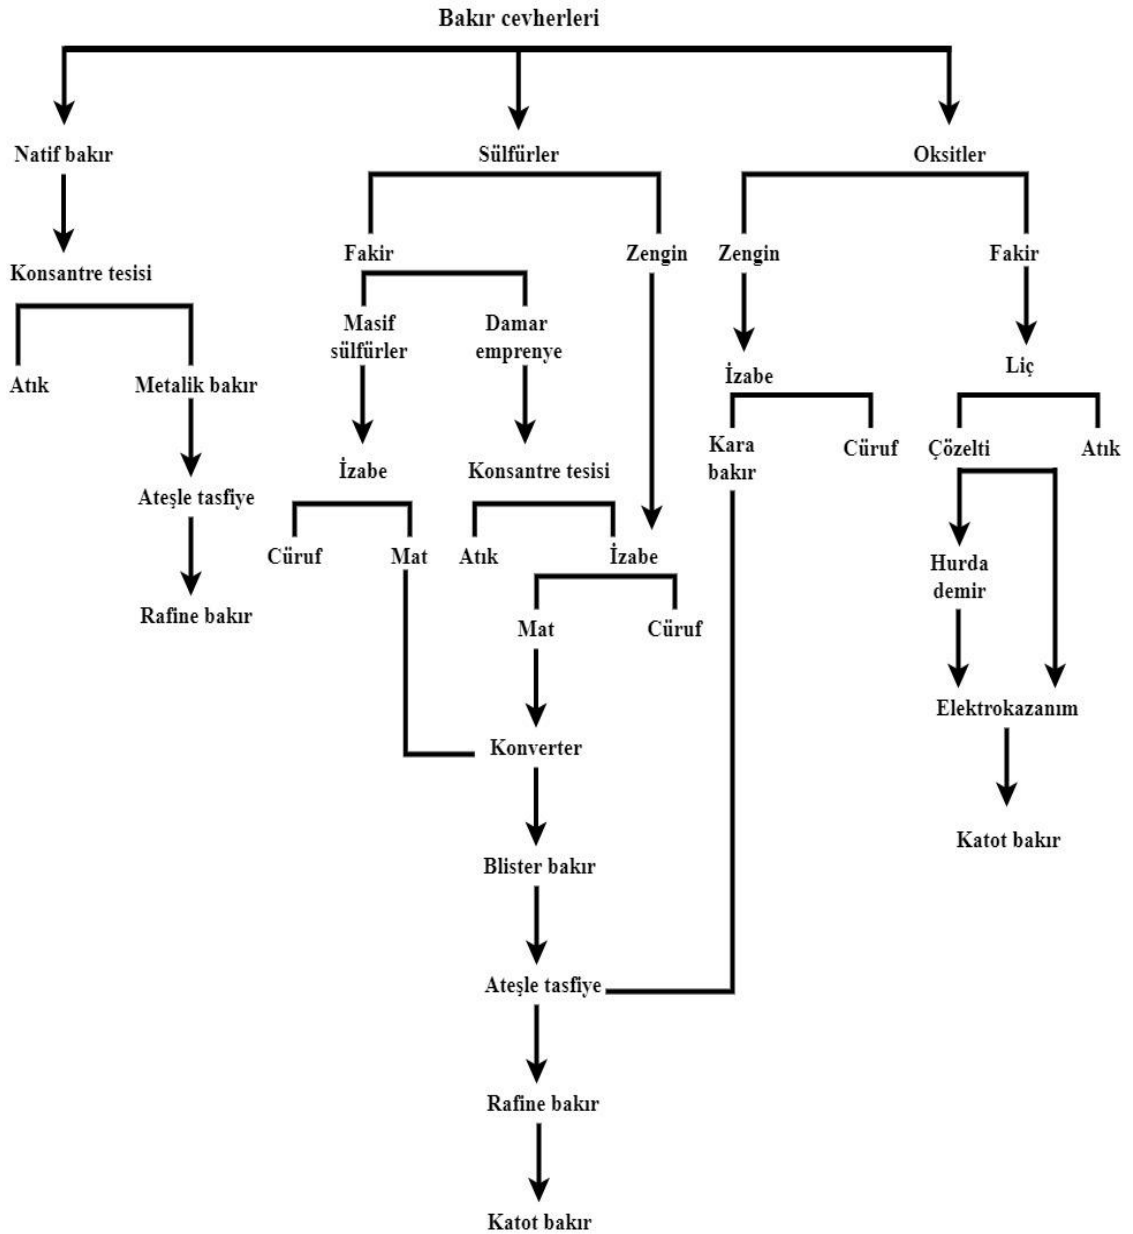 Bakır cevherleri
Natif bakır
Sülfürler
Oksitler
Fakir
Zengin
Zengin
Fakir
Konsantre tesisi
Masif
sülfürler
Damar
emprenye
İzabe
Liç
Atık
Metalik bakır
Kara
bakır
Cüruf
Çözelti
Atık
İzabe
Konsantre tesisi
Ateşle tasfiye
Cüruf
Mat
Atık
İzabe
Hurda
demir
Rafine bakır
Mat
Cüruf
Elektrokazanım
Konverter
Katot bakır
Blister bakır
Ateşle tasfiye
Rafine bakır
Katot bakır